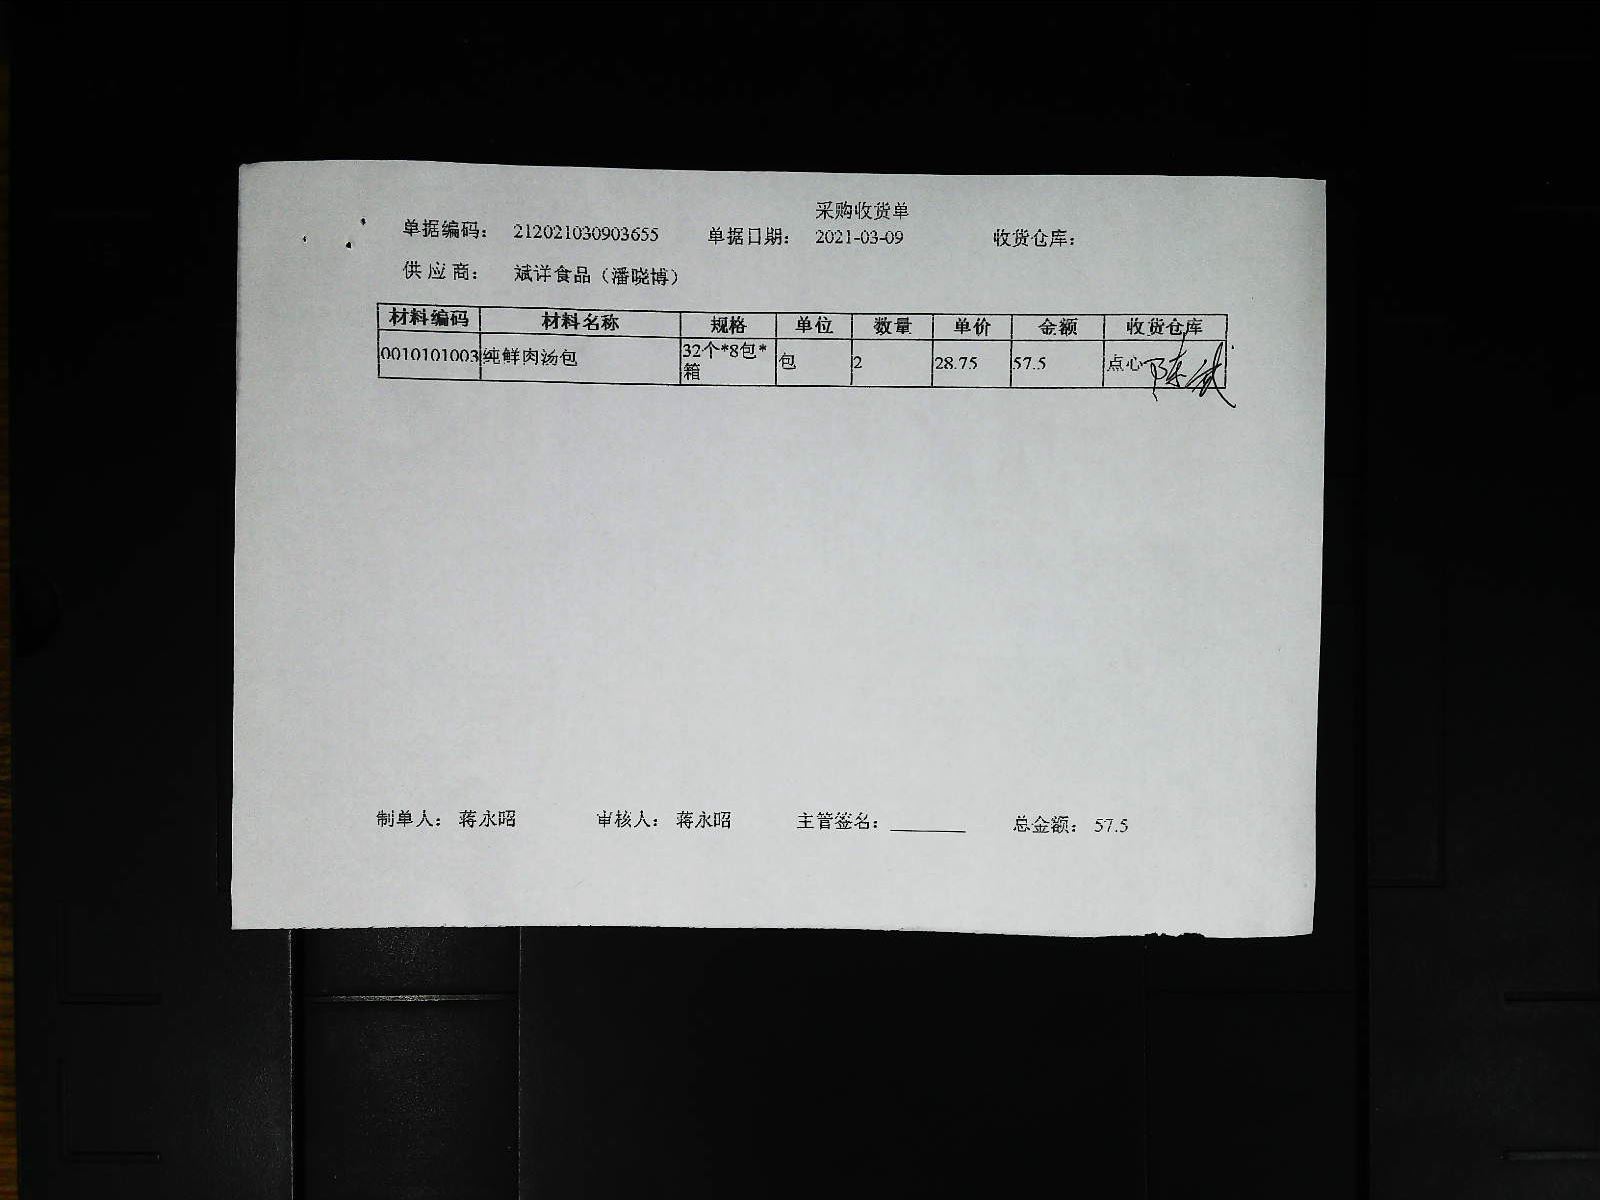 采购收货单
单据编码: 212021030903655 单据日期: 2021-03-09 收货仓库:
供应商: 斌详食品（潘晓博）
材料编码 材料名称 规格 单位 数量 单价 金额 收货仓库
0010101003 纯鲜肉汤包 32个*8包*箱 包 2 28.75 57.5 点心
制单人: 蒋永昭 审核人: 蒋永昭 主管签名: 总金额: 57.5